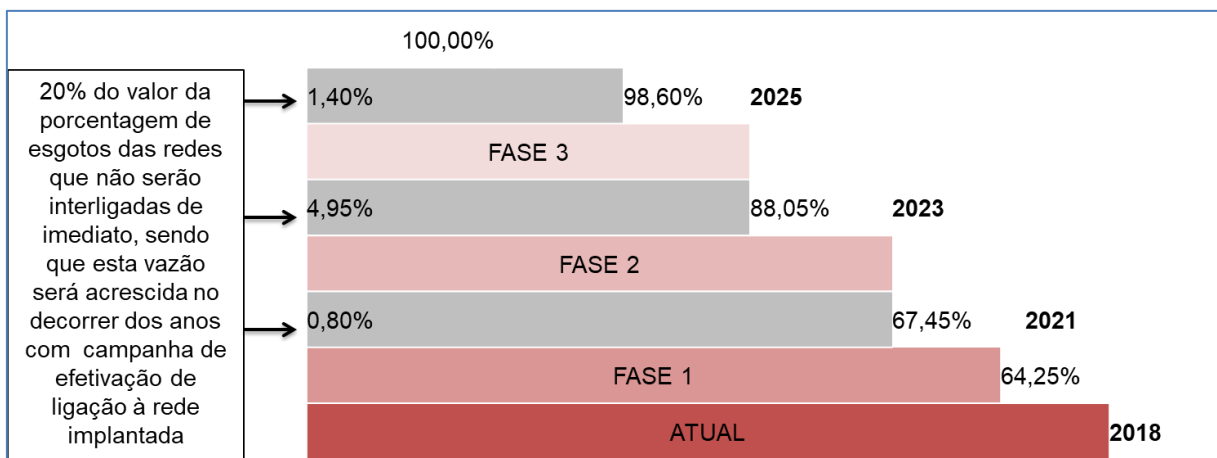 100,00%
20% do valor da
porcentagem de
esgotos das redes
que não serão
interligadas de
imediato, sendo
que esta vazão
será acrescida no
decorrer dos anos
com campanha de
efetivação de
ligação à rede
implantada
1,40% 98,60% 2025
FASE 3
4,95% 88,05% 2023
FASE 2
0,80% 67,45% 2021
FASE 1 64,25%
ATUAL 2018